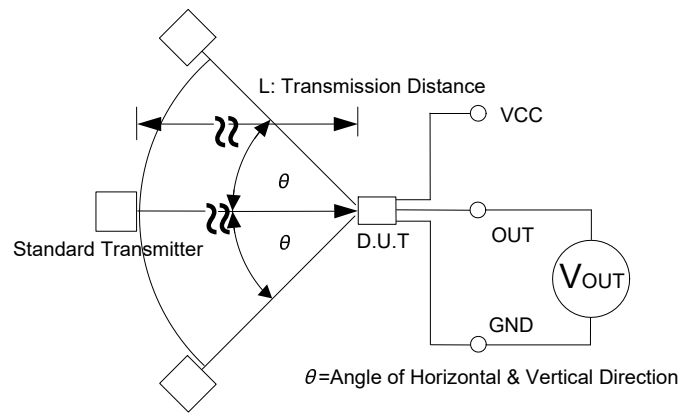 L: Transmission Distance
VCC
θ
Standard Transmitter
θ
D.U.T
OUT
VOUT
GND
θ=Angle of Horizontal & Vertical Direction